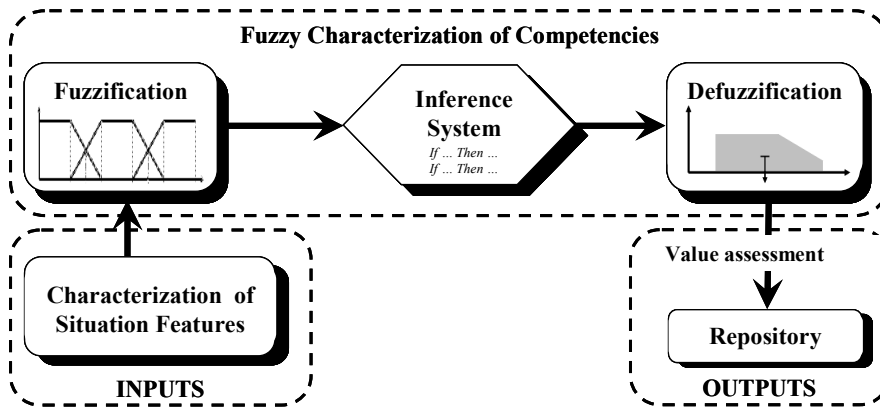 Fuzzy Characterization of Competencies
Fuzzification
Inference
System
If ... Then ...
If ... Then ...
Defuzzification
Characterization of
Situation Features
INPUTS
Value assessment
Repository
OUTPUTS